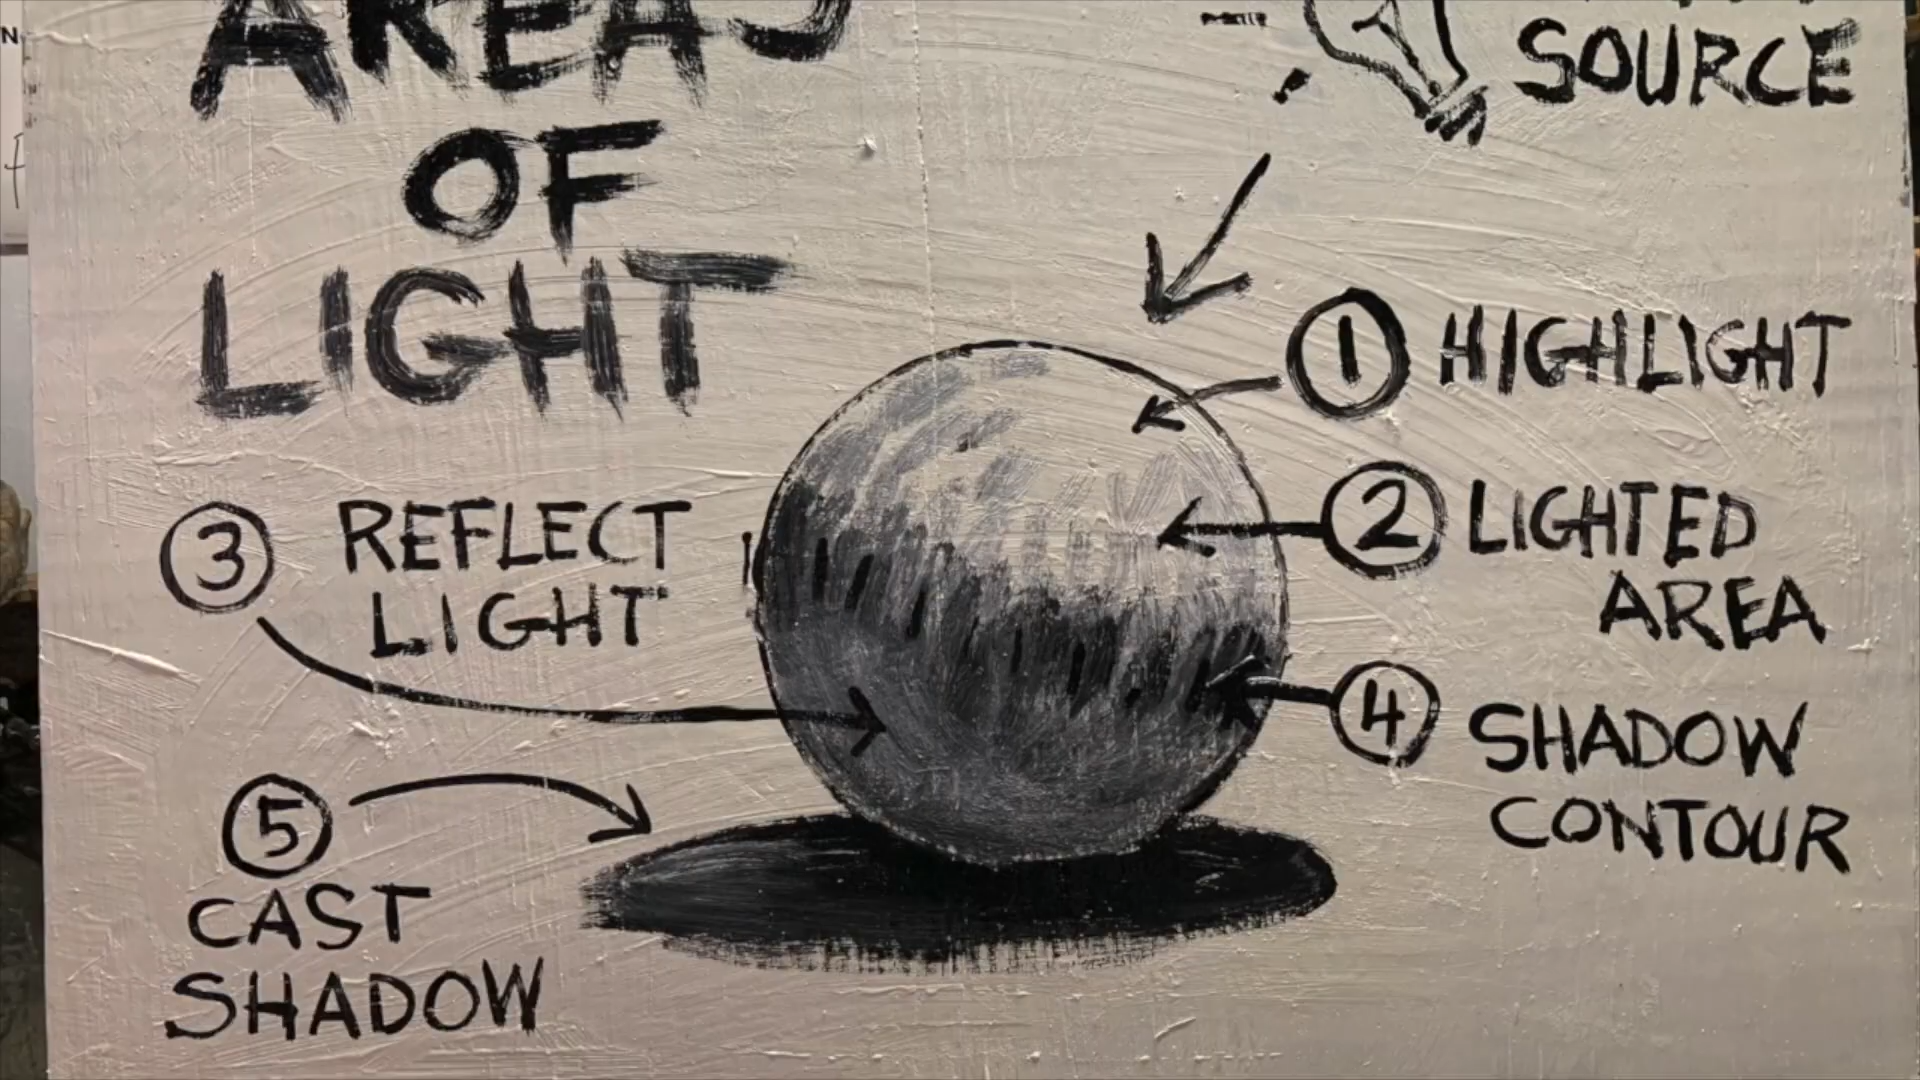 AREAS
OF
LIGHT
SOURCE
1 HIGHLIGHT
2 LIGHTED
AREA
3 REFLECT
LIGHT
4 SHADOW
CONTOUR
5
CAST
SHADOW